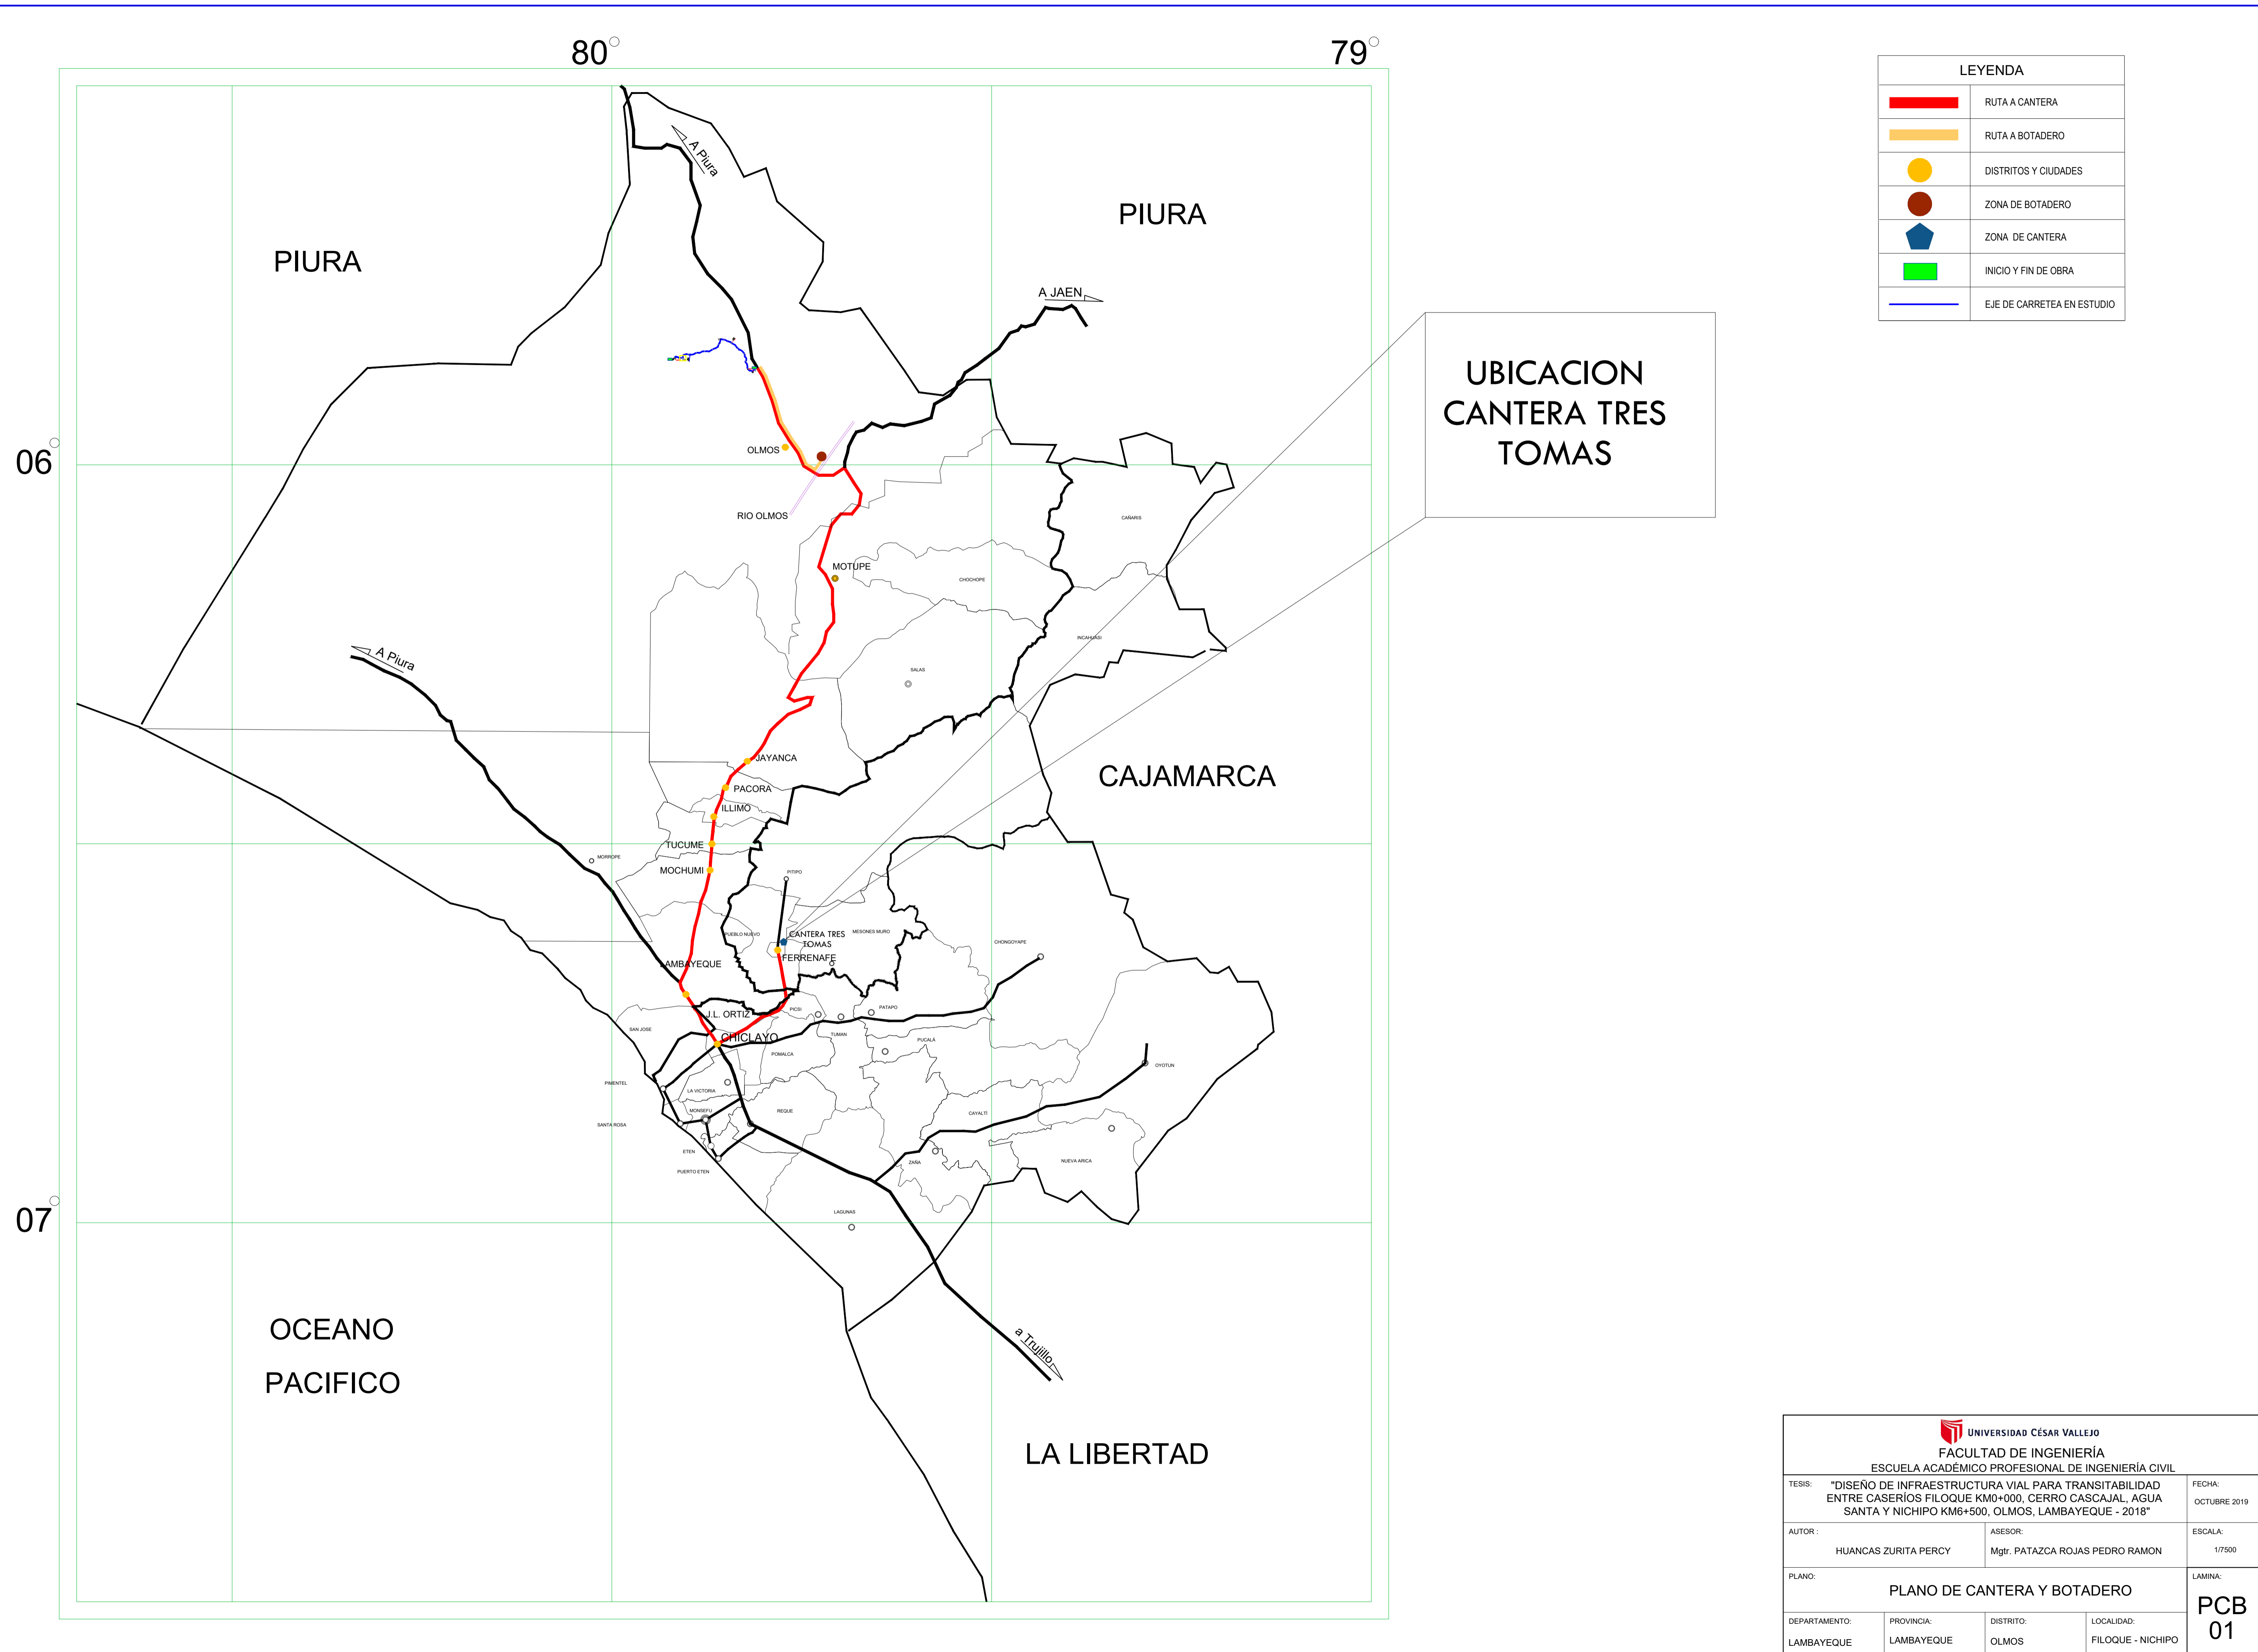 80°
79°
LEYENDA
RUTA A CANTERA
RUTA A BOTADERO
DISTRITOS Y CIUDADES
ZONA DE BOTADERO
ZONA DE CANTERA
INICIO Y FIN DE OBRA
EJE DE CARRETEA EN ESTUDIO
A Piura
PIURA
PIURA
A JAEN
UBICACION
CANTERA TRES
TOMAS
06°
OLMOS
RIO OLMOS
CAÑARIS
MOTUPE
CHOCHOPE
INCAHUASI
A Piura
SALAS
JAYANCA
CAJAMARCA
PACORA
ILLIMO
TUCUME
MORROPE
MOCHUMI
PITIPO
PUEBLO NUEVO
CANTERA TRES
TOMAS
MESONES MURO
CHONGOYAPE
FERRENAFE
LAMBAYEQUE
J.L. ORTIZ
PICSI
PATAPO
SAN JOSE
CHICLAYO
TUMAN
PUCALÁ
POMALCA
OYOTUN
PIMENTEL
LA VICTORIA
MONSEFU
REQUE
CAYALTÍ
SANTA ROSA
ETEN
PUERTO ETEN
ZAÑA
NUEVA ARICA
07°
LAGUNAS
OCEANO
PACIFICO
a Trujillo
LA LIBERTAD
UNIVERSIDAD CÉSAR VALLEJO
FACULTAD DE INGENIERÍA
ESCUELA ACADÉMICO PROFESIONAL DE INGENIERÍA CIVIL
TESIS: "DISEÑO DE INFRAESTRUCTURA VIAL PARA TRANSITABILIDAD
ENTRE CASERÍOS FILOQUE KM0+000, CERRO CASCAJAL, AGUA
SANTA Y NICHIPO KM6+500, OLMOS, LAMBAYEQUE - 2018"
FECHA:
OCTUBRE 2019
AUTOR :
HUANCAS ZURITA PERCY
ASESOR:
Mgtr. PATAZCA ROJAS PEDRO RAMON
ESCALA:
1/7500
PLANO:
PLANO DE CANTERA Y BOTADERO
LAMINA:
PCB
01
DEPARTAMENTO:
LAMBAYEQUE
PROVINCIA:
LAMBAYEQUE
DISTRITO:
OLMOS
LOCALIDAD:
FILOQUE - NICHIPO